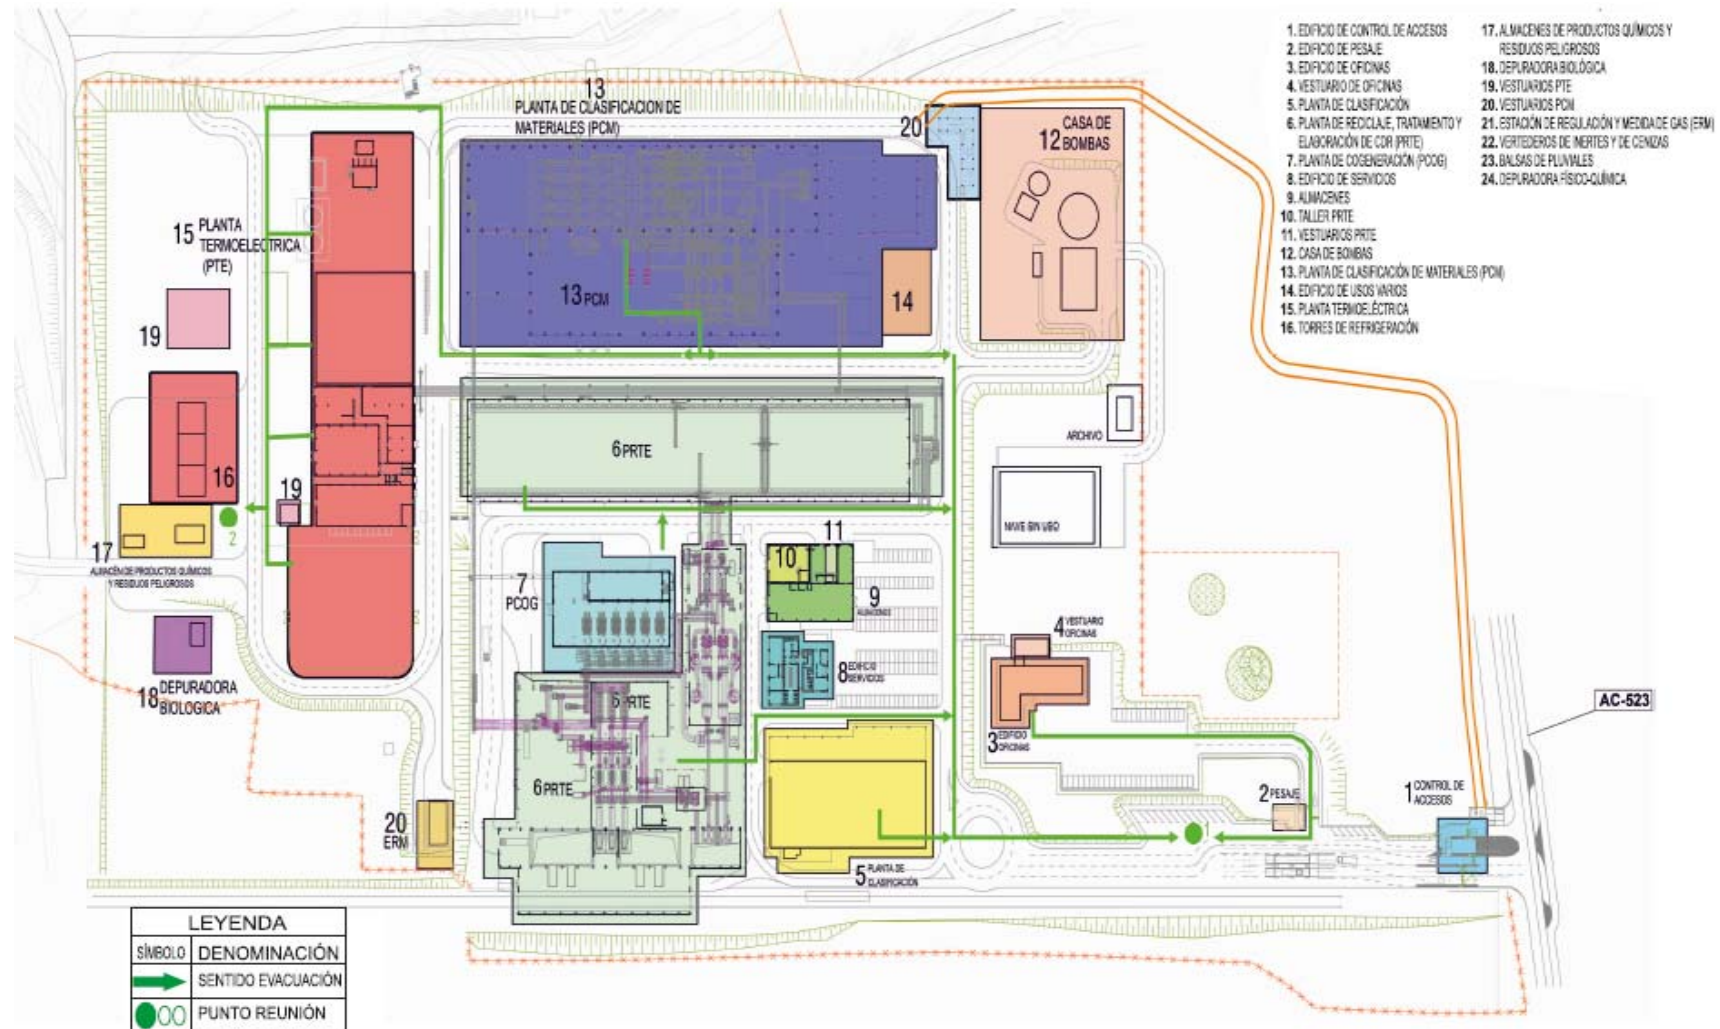 1. EDIFICIO DE CONTROL DE ACCESOS
2. EDIFICIO DE PESAJE
3. EDIFICIO DE OFICINAS
4. VESTUARIO DE OFICINAS
5. PLANTA DE CLASIFICACIÓN
6. PLANTA DE RECICLAJE, TRATAMIENTO Y
ELABORACIÓN DE CDR (PRTE)
7. PLANTA DE COGENERACIÓN (PCOG)
8. EDIFICIO DE SERVICIOS
9. ALMACENES
10. TALLER PRTE
11. VESTUARIOS PRTE
12. CASA DE BOMBAS
13. PLANTA DE CLASIFICACIÓN DE MATERIALES (PCM)
14. EDIFICIO DE USOS VARIOS
15. PLANTA TERMOELÉCTRICA
16. TORRES DE REFRIGERACIÓN
17. ALMACENES DE PRODUCTOS QUÍMICOS Y
RESIDUOS PELIGROSOS
18. DEPURADORA BIOLÓGICA
19. VESTUARIOS PTE
20. VESTUARIOS PCM
21. ESTACIÓN DE REGULACIÓN Y MEDIDA DE GAS (ERM)
22. VERTEDEROS DE INERTES Y DE CENIZAS
23. BALSAS DE PLUVIALES
24. DEPURADORA FÍSICO-QUÍMICA
13
PLANTA DE CLASIFICACION DE
MATERIALES (PCM)
20
CASA DE
12 BOMBAS
15 PLANTA
TERMOELECTRICA
(PTE)
13 PCM
14
19
ARCHIVO
6 PRTE
16
19
NAVE SIN USO
2
17
ALMACÉN DE PRODUCTOS QUÍMICOS
Y RESIDUOS PELIGROSOS
11
10
7
PCOG
9
ALMACENES
4 VESTUARIO
OFICINAS
8 EDIFICIO
SERVICIOS
18 DEPURADORA
BIOLOGICA
6 PRTE
AC-523
3 EDIFICIO
OFICINAS
6 PRTE
2 PESAJE
1 CONTROL DE
ACCESOS
20
ERM
1
5 PLANTA DE
CLASIFICACIÓN
LEYENDA
SÍMBOLO DENOMINACIÓN
SENTIDO EVACUACIÓN
PUNTO REUNIÓN